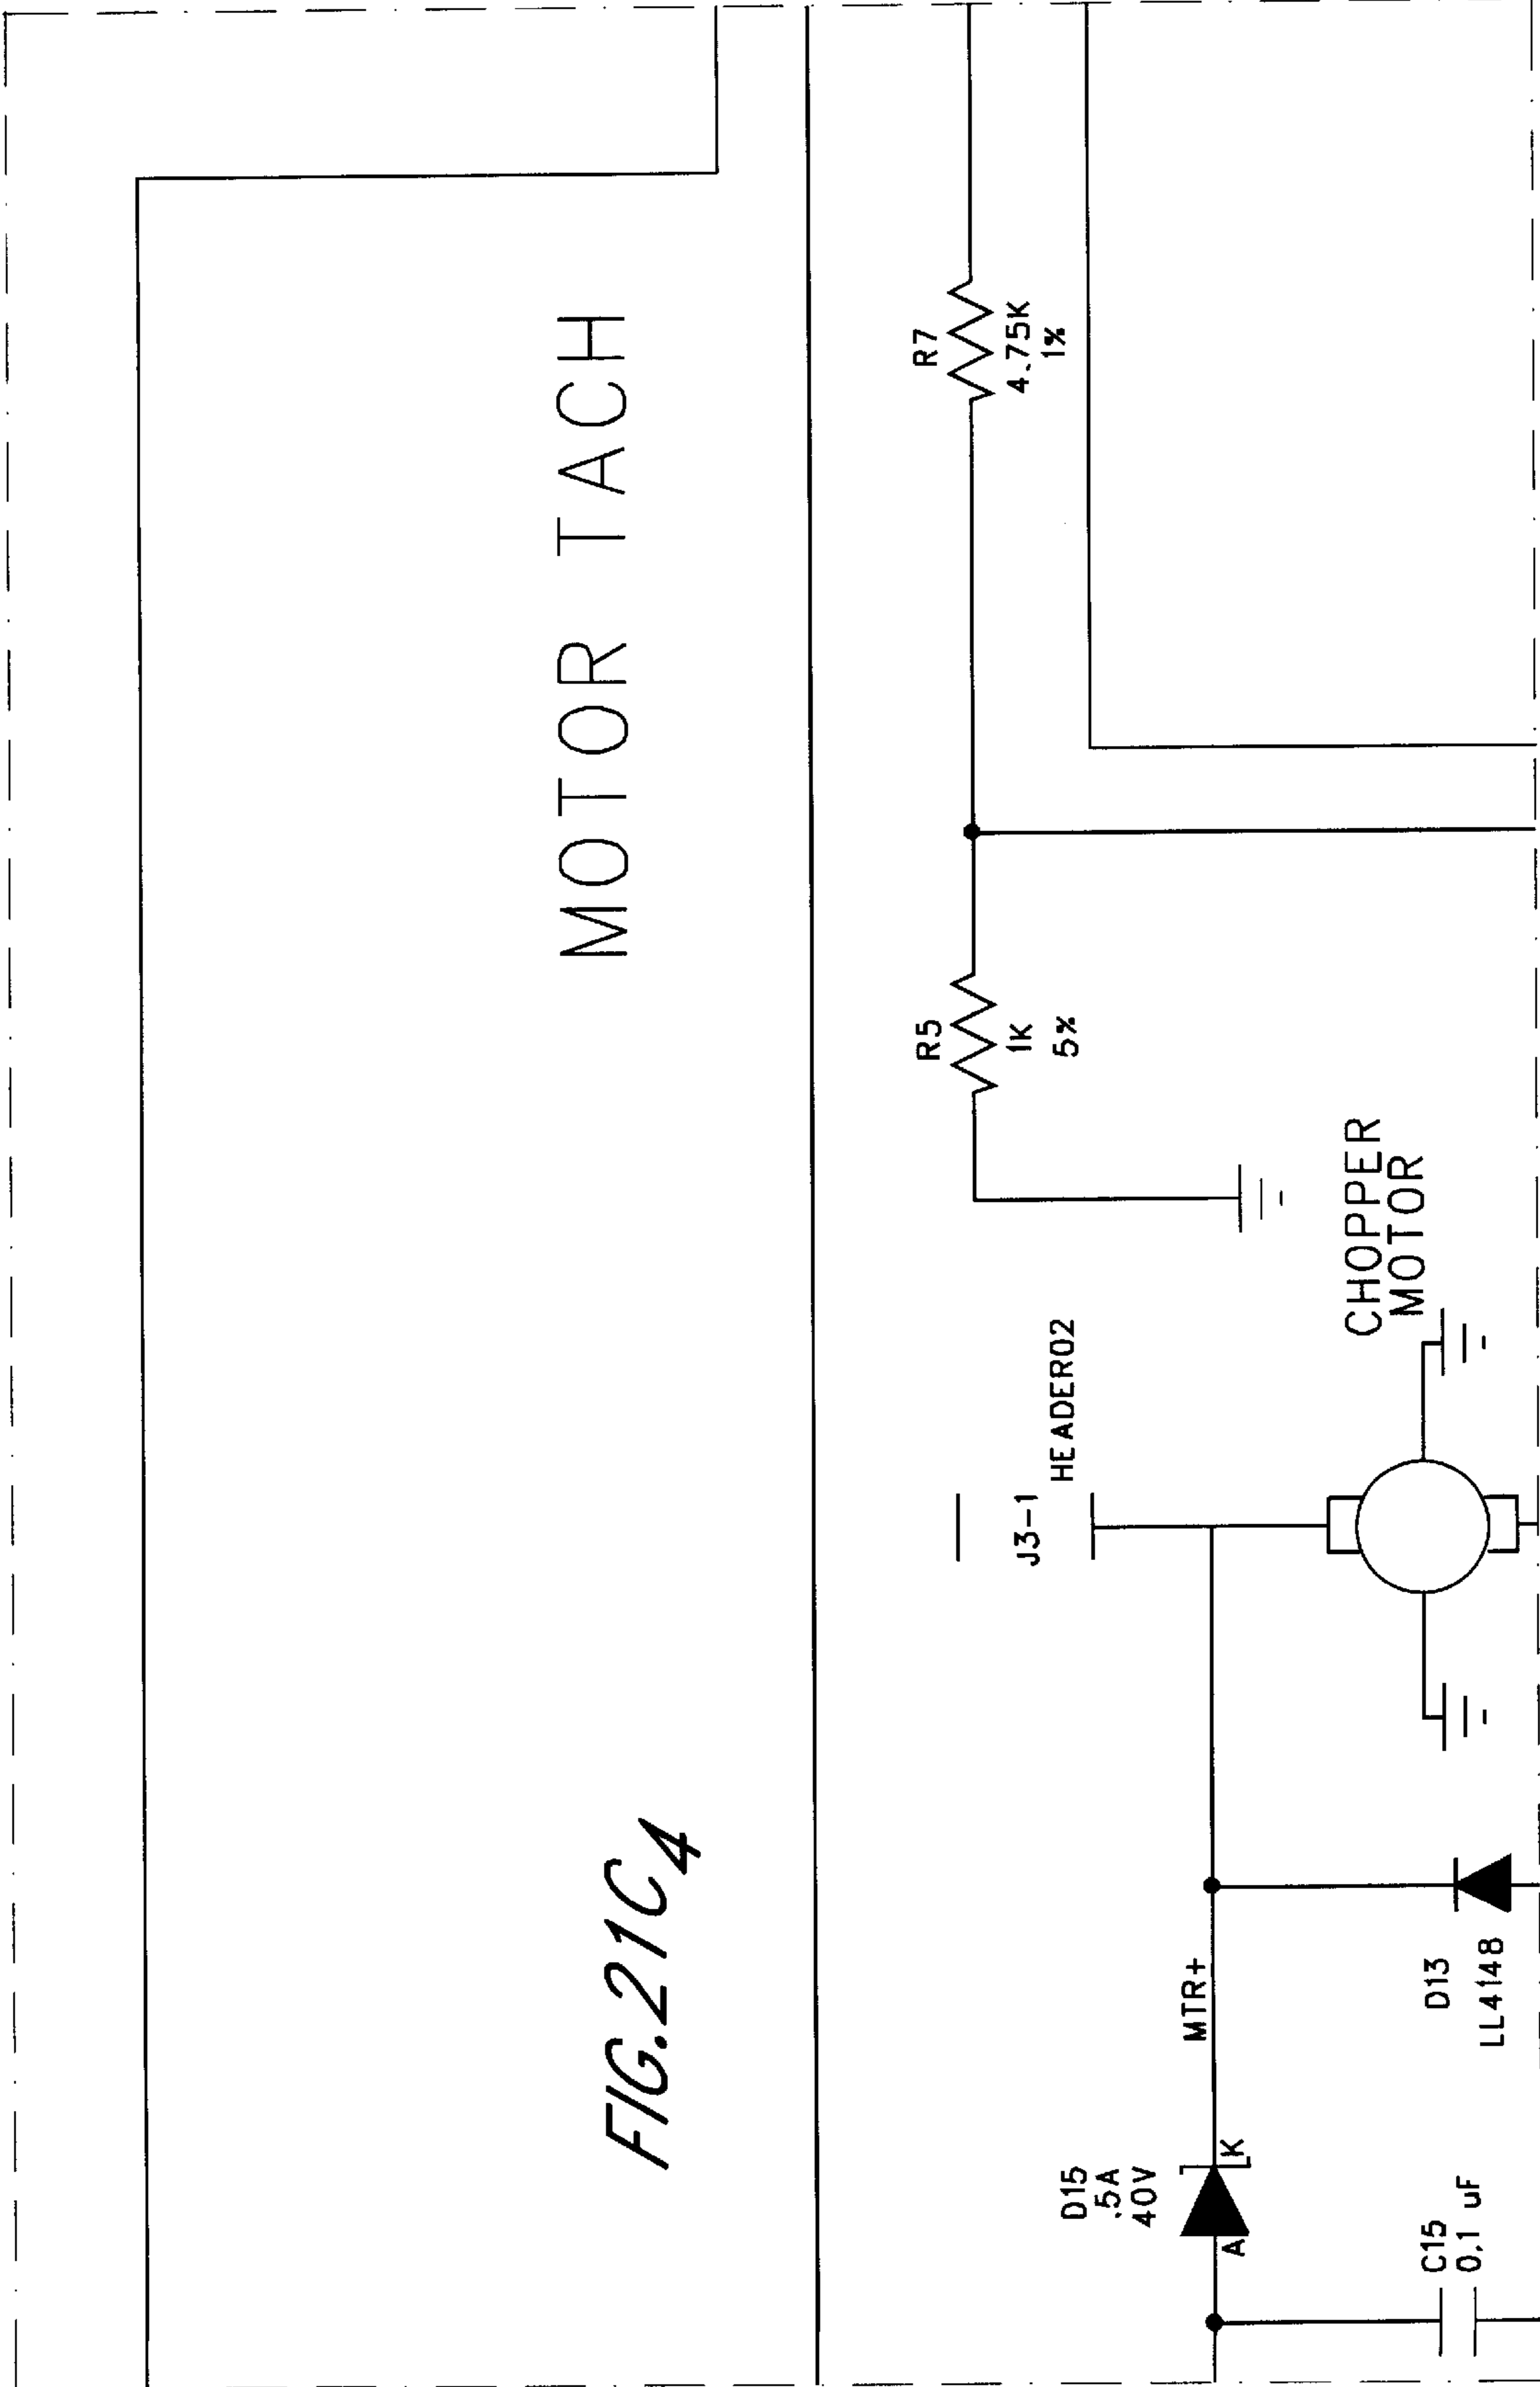 MOTOR TACH
FIG.21C4
R7
4.75K
1%
R5
1K
5%
J3-1
HEADER02
CHOPPER
MOTOR
MTR+
D15
.5A
40V
A
K
D13
LL4148
C15
0.1 uF